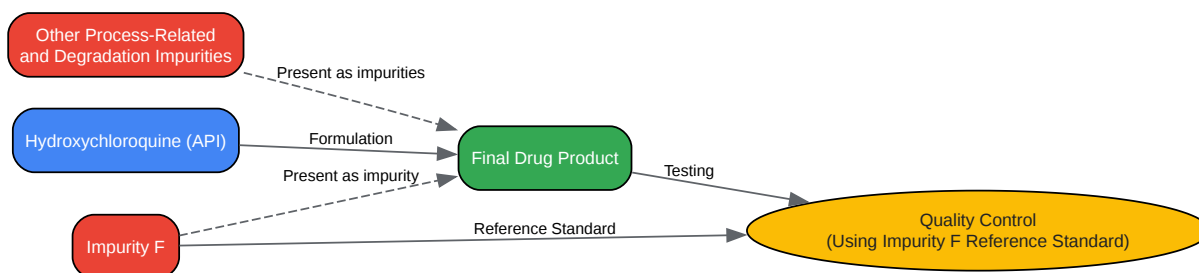 Other Process-Related
and Degradation Impurities
Present as impurities
Hydroxychloroquine (API)
Formulation
Final Drug Product
Present as impurity
Testing
Impurity F
Reference Standard
Quality Control
(Using Impurity F Reference Standard)